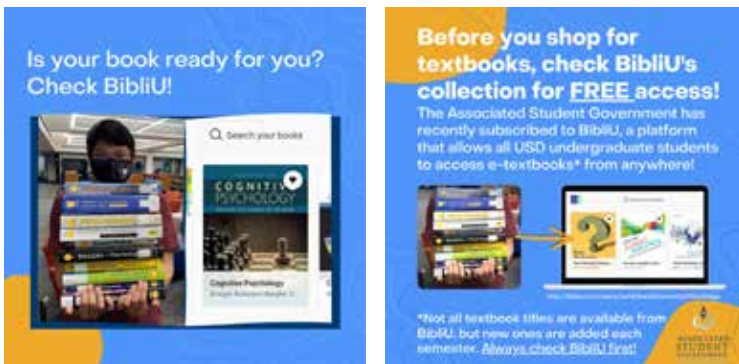 Is your book ready for you?
Check BibliU!
Search your books
COGNITIVE
PSYCHOLOGY
Cognitive Psychology
Before you shop for
textbooks, check BibliU's
collection for FREE access!
The Associated Student Government has
recently subscribed to BibliU, a platform
that allows all USD undergraduate students
to access e-textbooks* from anywhere!
*Not all textbook titles are available from
BibliU, but new ones are added each
semester. Always check BibliU first!
ASSOCIATED
STUDENT
GOVERNMENT